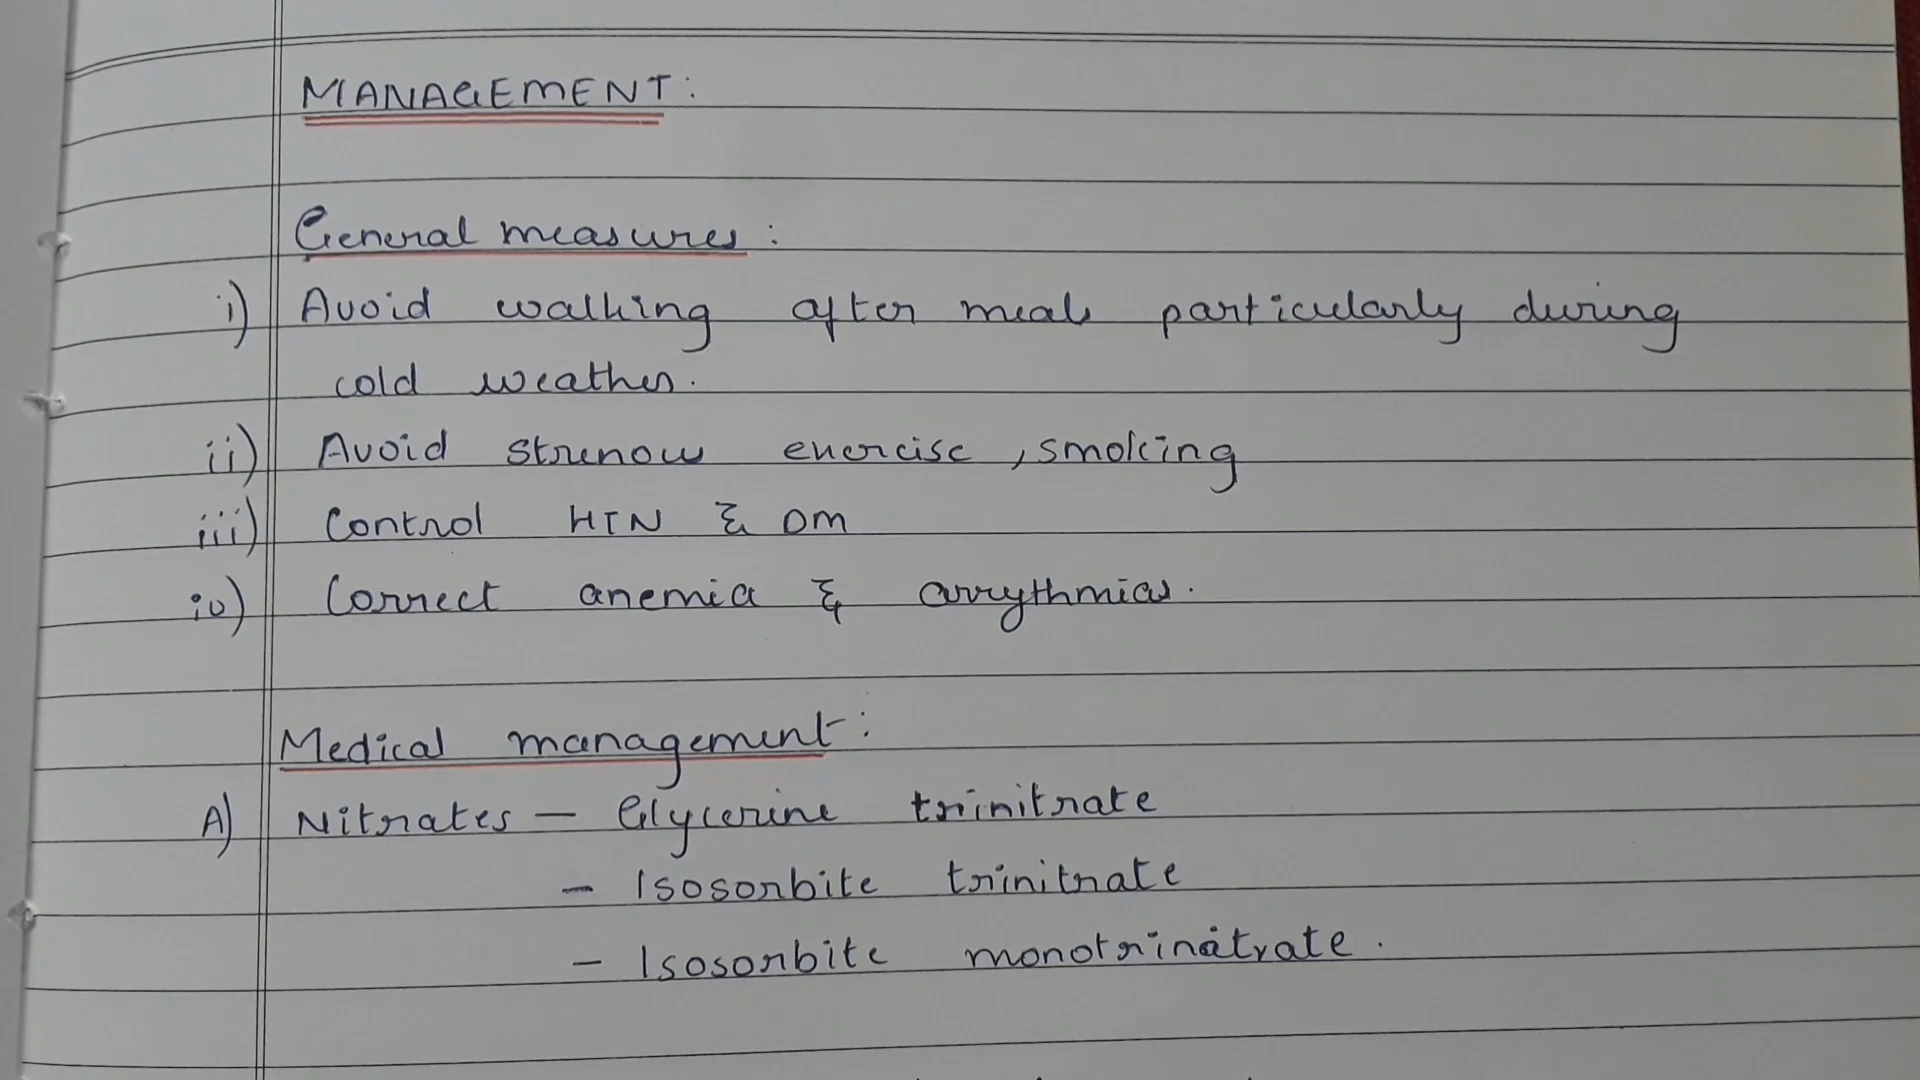 MANAGEMENT:
General measures:
i) Avoid walking after meals particularly during
cold weather.
ii) Avoid strenous exercise, smoking
iii) Control HTN & DM
iv) Correct anemia & arrythmias.
Medical management:
A) Nitrates – Glycerine trinitrate
– Isosorbite trinitrate
– Isosorbite monotrinitrate.